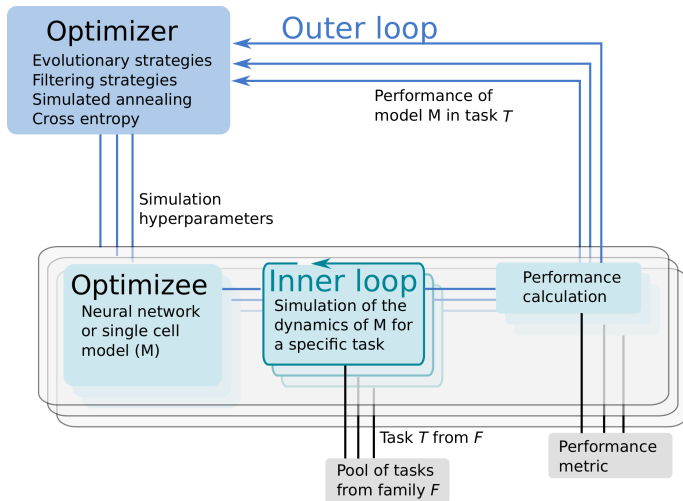 Optimizer
Evolutionary strategies
Filtering strategies
Simulated annealing
Cross entropy
Outer loop
Performance of
model M in task T
Simulation
hyperparameters
Optimizee
Neural network
or single cell
model (M)
Inner loop
Simulation of the
dynamics of M for
a specific task
Performance
calculation
Task T from F
Pool of tasks
from family F
Performance
metric